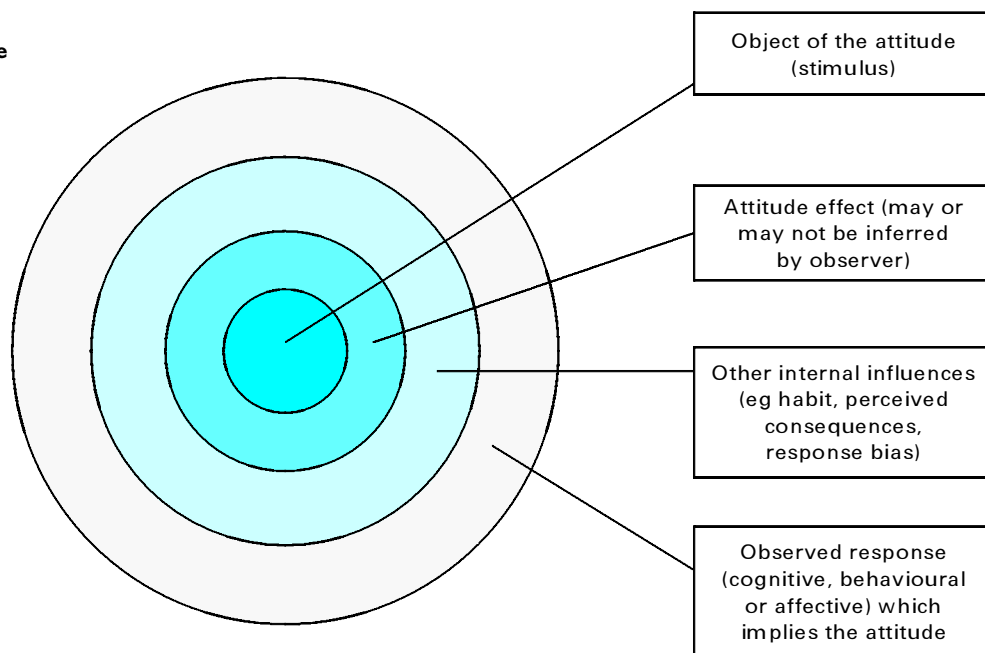 e
Object of the attitude
(stimulus)
Attitude effect (may or
may not be inferred
by observer)
Other internal influences
(eg habit, perceived
consequences,
response bias)
Observed response
(cognitive, behavioural
or affective) which
implies the attitude